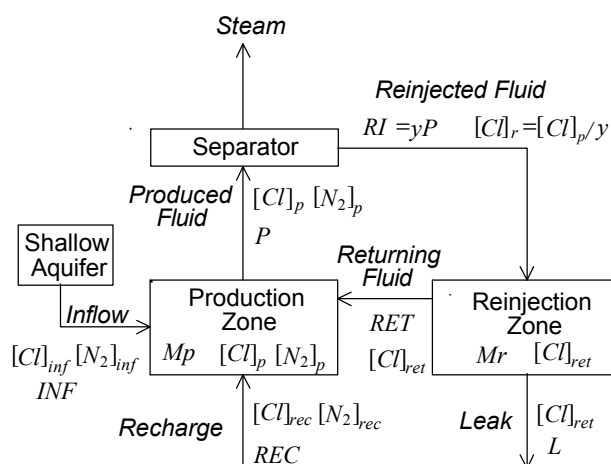 Steam
Reinjected Fluid
RI =yP [Cl]r=[Cl]p/y
Separator
Produced
Fluid
[Cl]p [N2]p
P
Shallow
Aquifer
Returning
Fluid
Production
Zone
Reinjection
Zone
Inflow
RET
Mp [Cl]p [N2]p
[Cl]ret
Mr [Cl]ret
[Cl]inf [N2]inf
INF
[Cl]rec [N2]rec
Recharge
REC
Leak
[Cl]ret
L